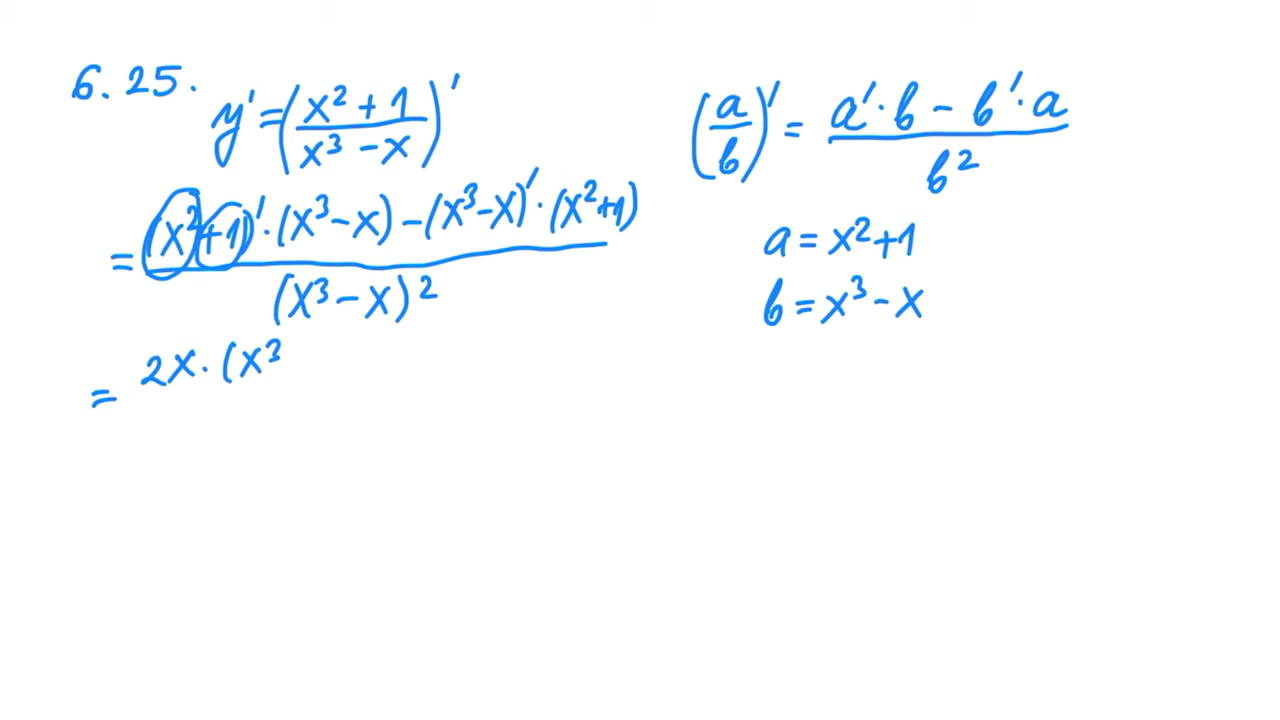 6.25.
y' = (x² + 1 / x³ - x)'
= (x² + 1)' · (x³ - x) - (x³ - x)' · (x² + 1) / (x³ - x)²
= 2x · (x³
(a / b)' = a' · b - b' · a / b²
a = x² + 1
b = x³ - x